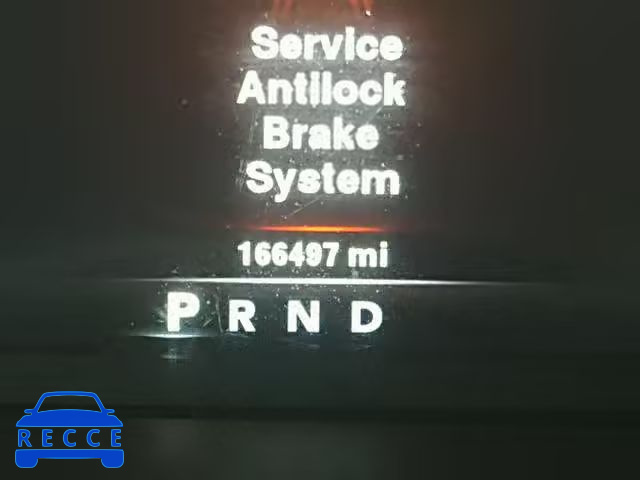 Service
Antilock
Brake
System
166497 mi
P R N D
RECCE